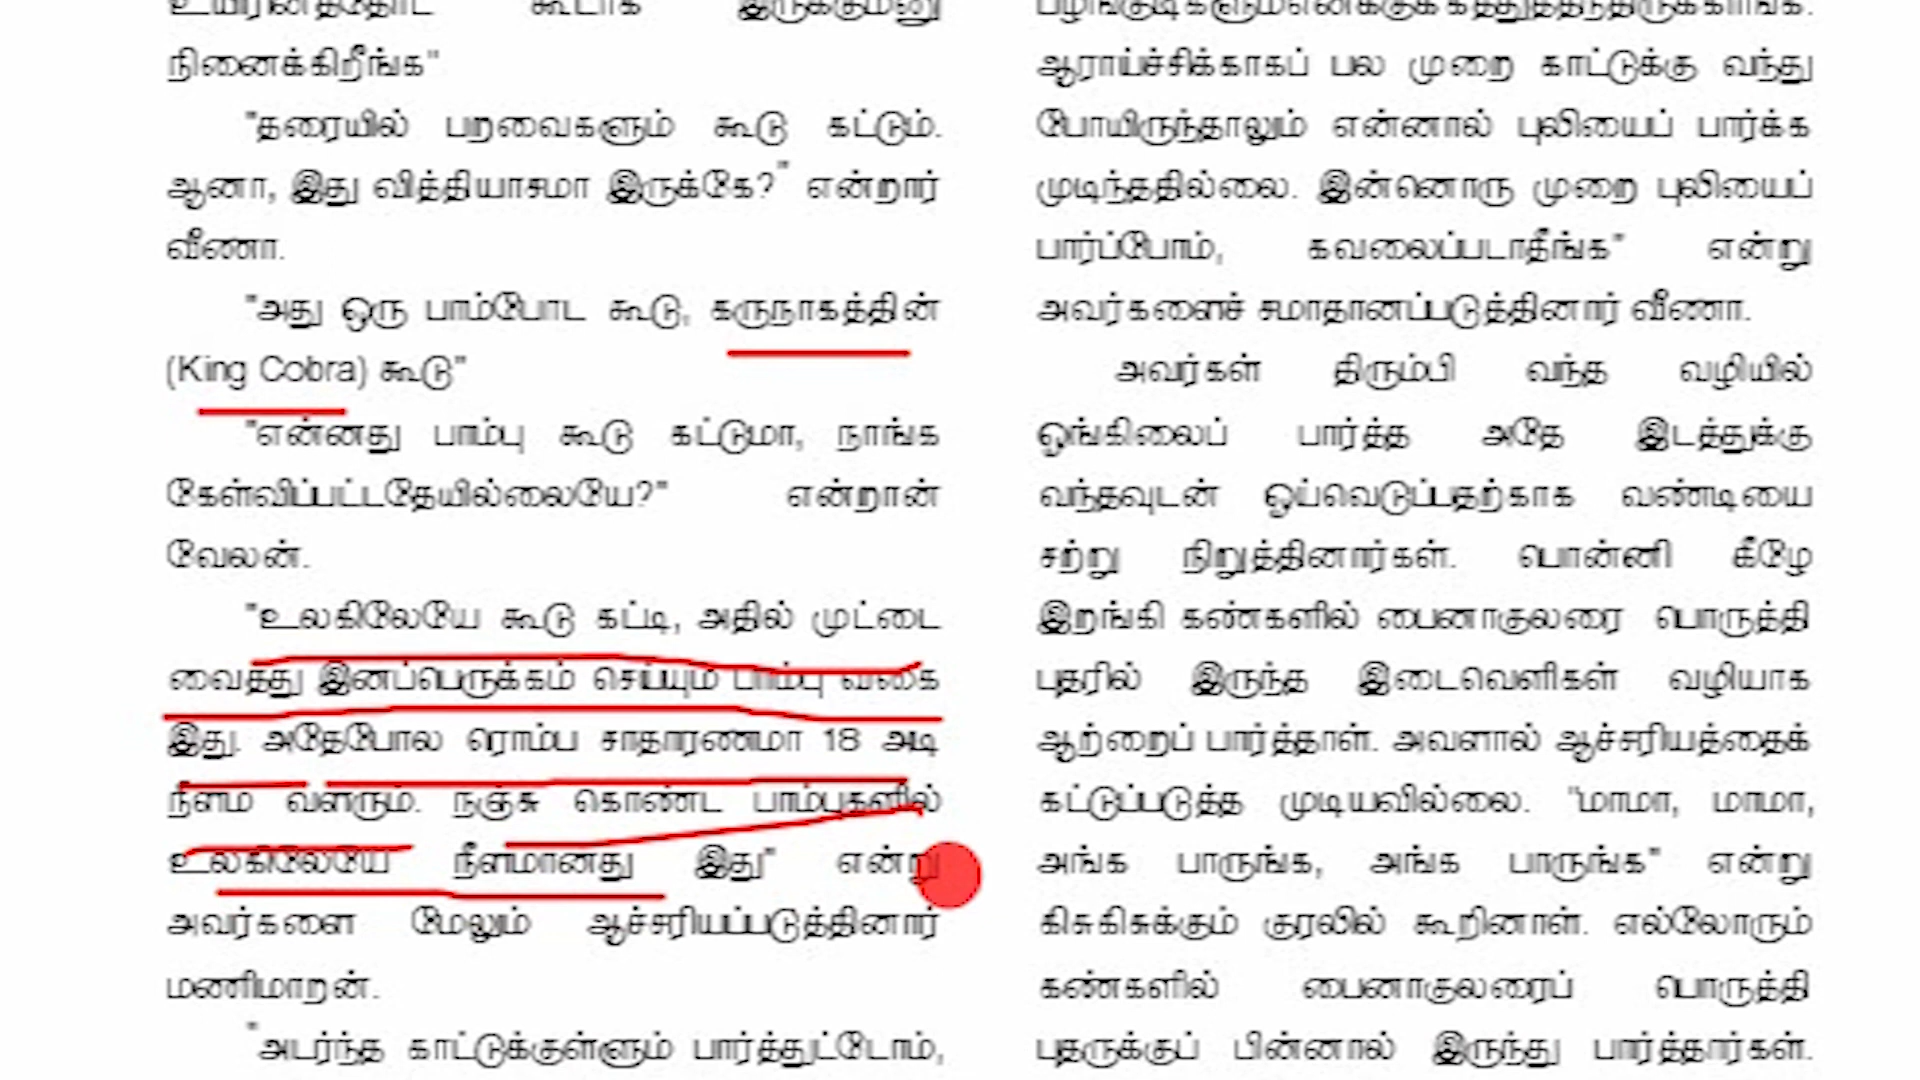 நினைக்கிறீங்க"
"தரையில் பறவைகளும் கூடு கட்டும்.
ஆனா, இது வித்தியாசமா இருக்கே?" என்றார்
வீணா.
"அது ஒரு பாம்போட கூடு, கருநாகத்தின்
(King Cobra) கூடு"
"என்னது பாம்பு கூடு கட்டுமா, நாங்க
கேள்விப்பட்டதேயில்லையே?" என்றான்
வேலன்.
"உலகிலேயே கூடு கட்டி, அதில் முட்டை
வைத்து இனப்பெருக்கம் செய்யும் பாம்பு வகை
இது. அதேபோல ரொம்ப சாதாரணமா 18 அடி
நீளம் வளரும். நஞ்சு கொண்ட பாம்புகளில்
உலகிலேயே நீளமானது இது" என்று
அவர்களை மேலும் ஆச்சரியப்படுத்தினார்
மணிமாறன்.
"அடர்ந்த காட்டுக்குள்ளும் பார்த்துட்டோம்,
ஆராய்ச்சிக்காகப் பல முறை காட்டுக்கு வந்து
போயிருந்தாலும் என்னால் புலியைப் பார்க்க
முடிந்ததில்லை. இன்னொரு முறை புலியைப்
பார்ப்போம், கவலைப்படாதீங்க" என்று
அவர்களைச் சமாதானப்படுத்தினார் வீணா.
அவர்கள் திரும்பி வந்த வழியில்
ஓங்கிலைப் பார்த்த அதே இடத்துக்கு
வந்தவுடன் ஓய்வெடுப்பதற்காக வண்டியை
சற்று நிறுத்தினார்கள். பொன்னி கீழே
இறங்கி கண்களில் பைனாகுலரை பொருத்தி
புதரில் இருந்த இடைவெளிகள் வழியாக
ஆற்றைப் பார்த்தாள். அவளால் ஆச்சரியத்தைக்
கட்டுப்படுத்த முடியவில்லை. "மாமா, மாமா,
அங்க பாருங்க, அங்க பாருங்க" என்று
கிசுகிசுக்கும் குரலில் கூறினாள். எல்லோரும்
கண்களில் பைனாகுலரைப் பொருத்தி
புதருக்குப் பின்னால் இருந்து பார்த்தார்கள்.